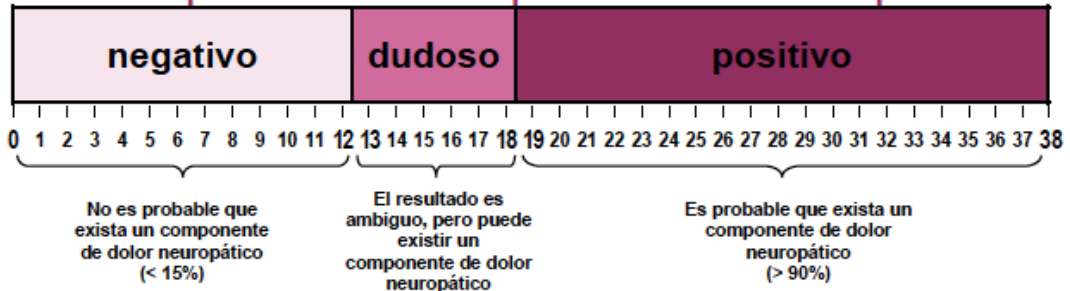 negativo dudoso positivo
0 1 2 3 4 5 6 7 8 9 10 11 12 13 14 15 16 17 18 19 20 21 22 23 24 25 26 27 28 29 30 31 32 33 34 35 36 37 38
No es probable que
exista un componente
de dolor neuropático
(< 15%)
El resultado es
ambiguo, pero puede
existir un
componente de dolor
neuropático
Es probable que exista un
componente de dolor
neuropático
(> 90%)